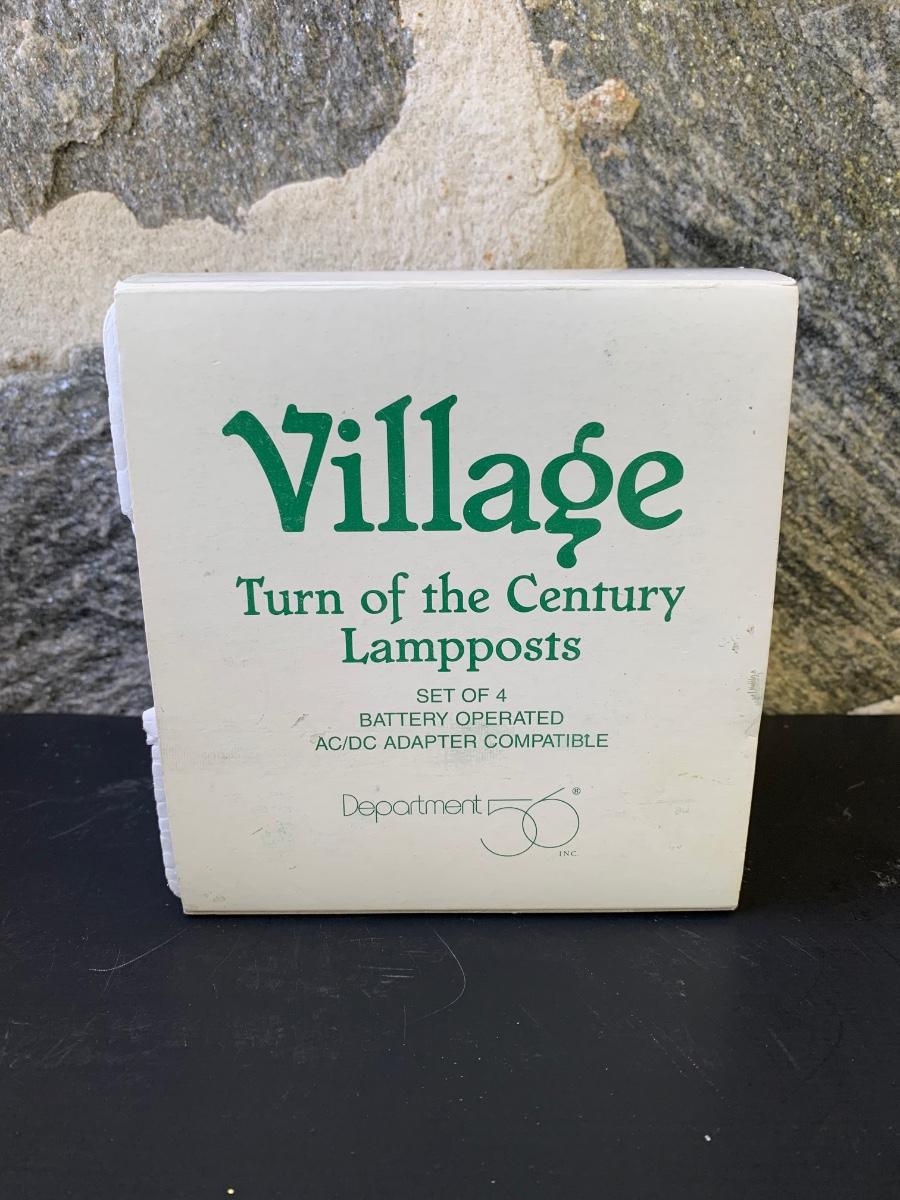 Village
Turn of the Century
Lampposts
SET OF 4
BATTERY OPERATED
AC/DC ADAPTER COMPATIBLE
Department 56®
INC.